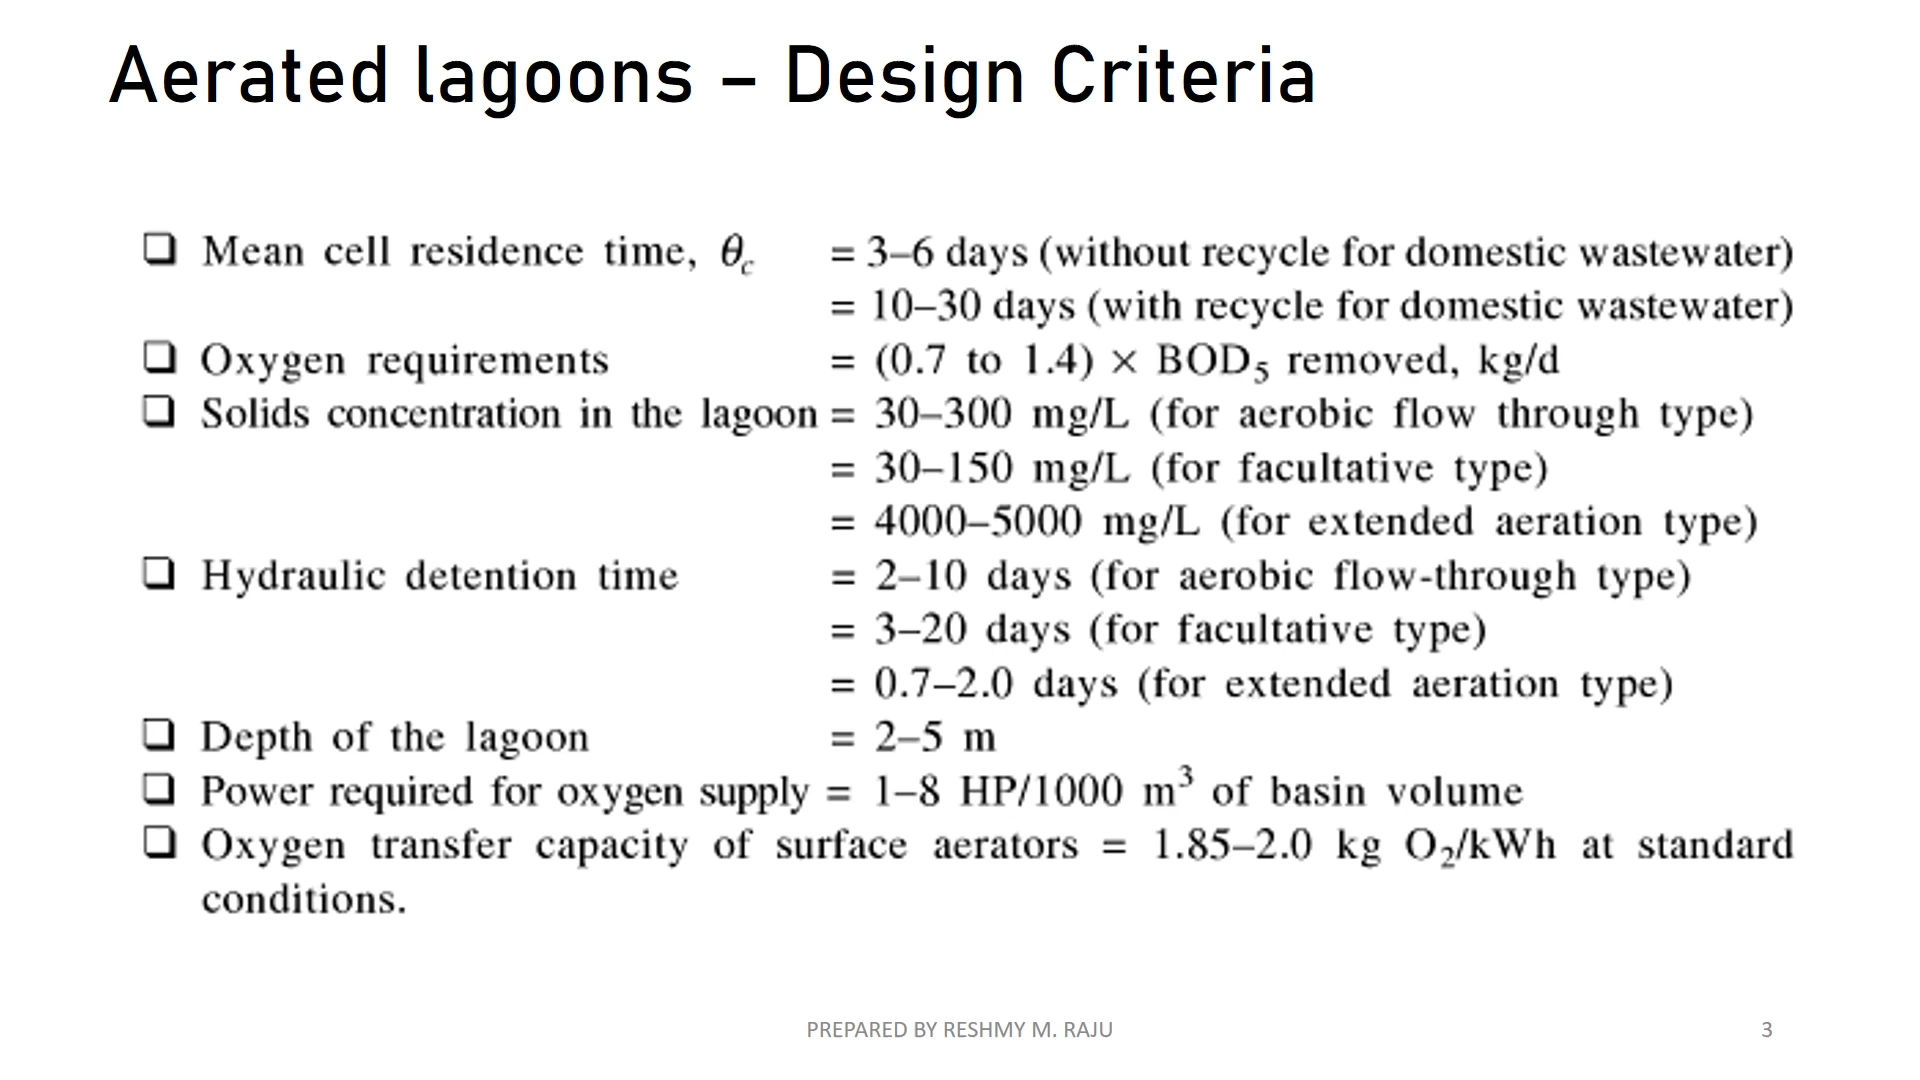 Aerated lagoons – Design Criteria
❑ Mean cell residence time, θc = 3–6 days (without recycle for domestic wastewater)
= 10–30 days (with recycle for domestic wastewater)
❑ Oxygen requirements = (0.7 to 1.4) × BOD₅ removed, kg/d
❑ Solids concentration in the lagoon = 30–300 mg/L (for aerobic flow through type)
= 30–150 mg/L (for facultative type)
= 4000–5000 mg/L (for extended aeration type)
❑ Hydraulic detention time = 2–10 days (for aerobic flow-through type)
= 3–20 days (for facultative type)
= 0.7–2.0 days (for extended aeration type)
❑ Depth of the lagoon = 2–5 m
❑ Power required for oxygen supply = 1–8 HP/1000 m³ of basin volume
❑ Oxygen transfer capacity of surface aerators = 1.85–2.0 kg O₂/kWh at standard
conditions.
PREPARED BY RESHMY M. RAJU 3